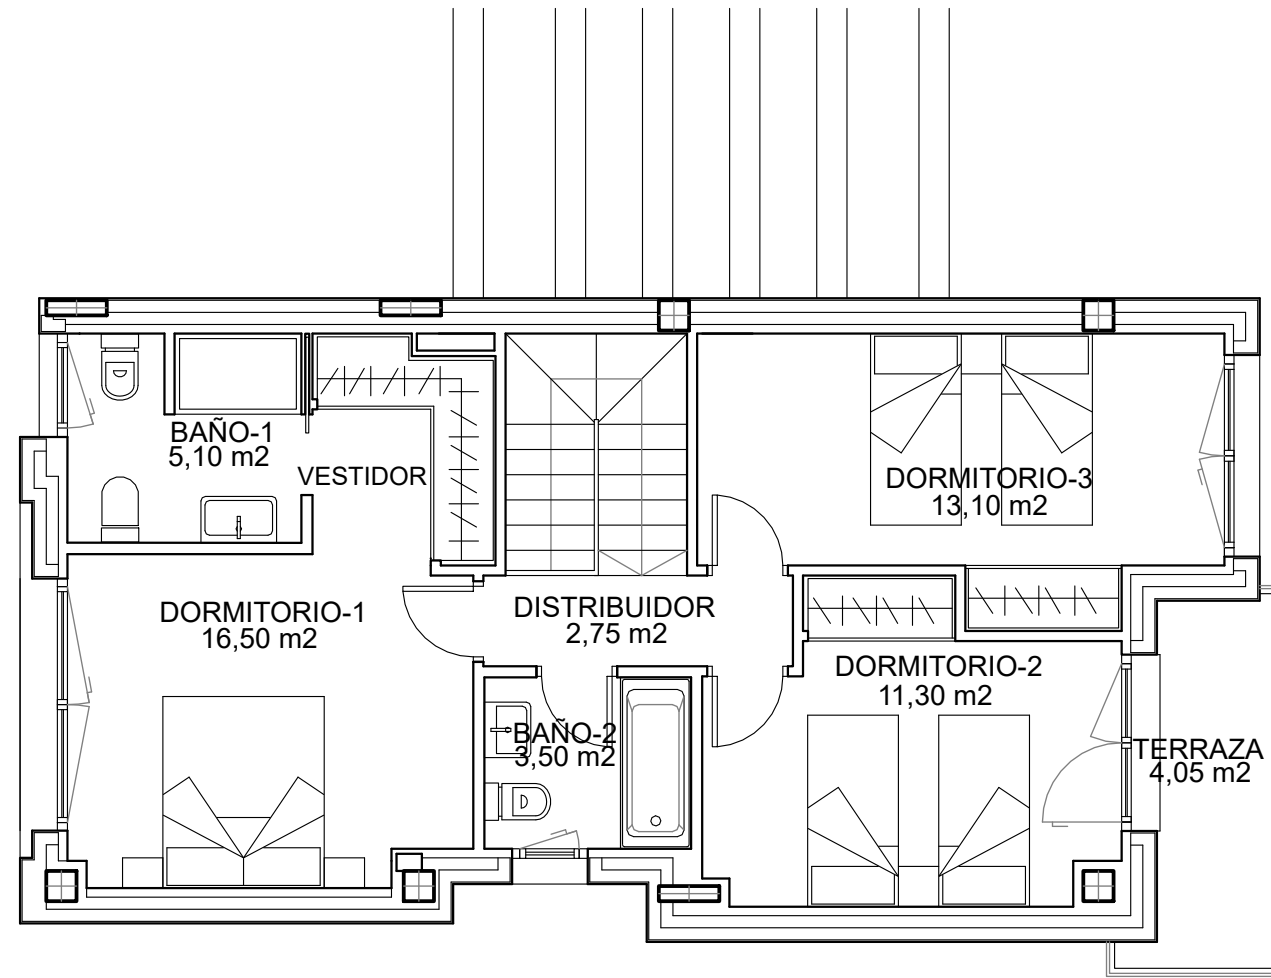 BAÑO-1
5,10 m2
VESTIDOR
DORMITORIO-3
13,10 m2
DORMITORIO-1
16,50 m2
DISTRIBUIDOR
2,75 m2
DORMITORIO-2
11,30 m2
BAÑO-2
3,50 m2
TERRAZA
4,05 m2